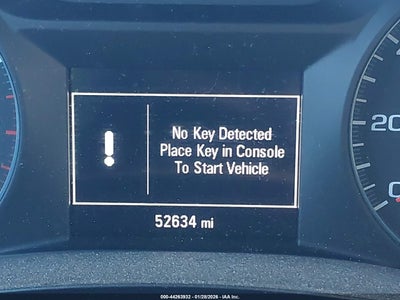 No Key Detected
Place Key in Console
To Start Vehicle
20
0
52634 mi
000-44263932 - 01/28/2026 - IAA Inc.